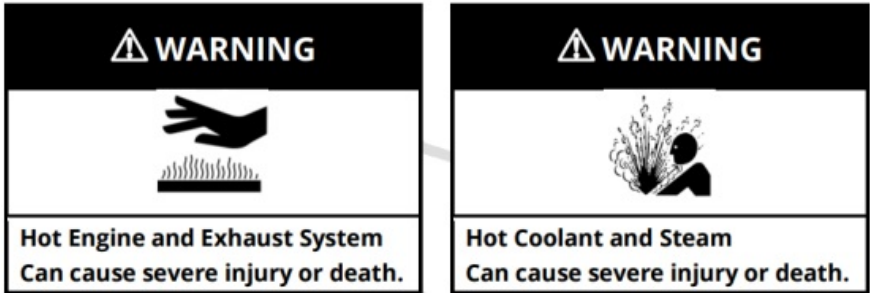 WARNING
Hot Engine and Exhaust System
Can cause severe injury or death.
WARNING
Hot Coolant and Steam
Can cause severe injury or death.